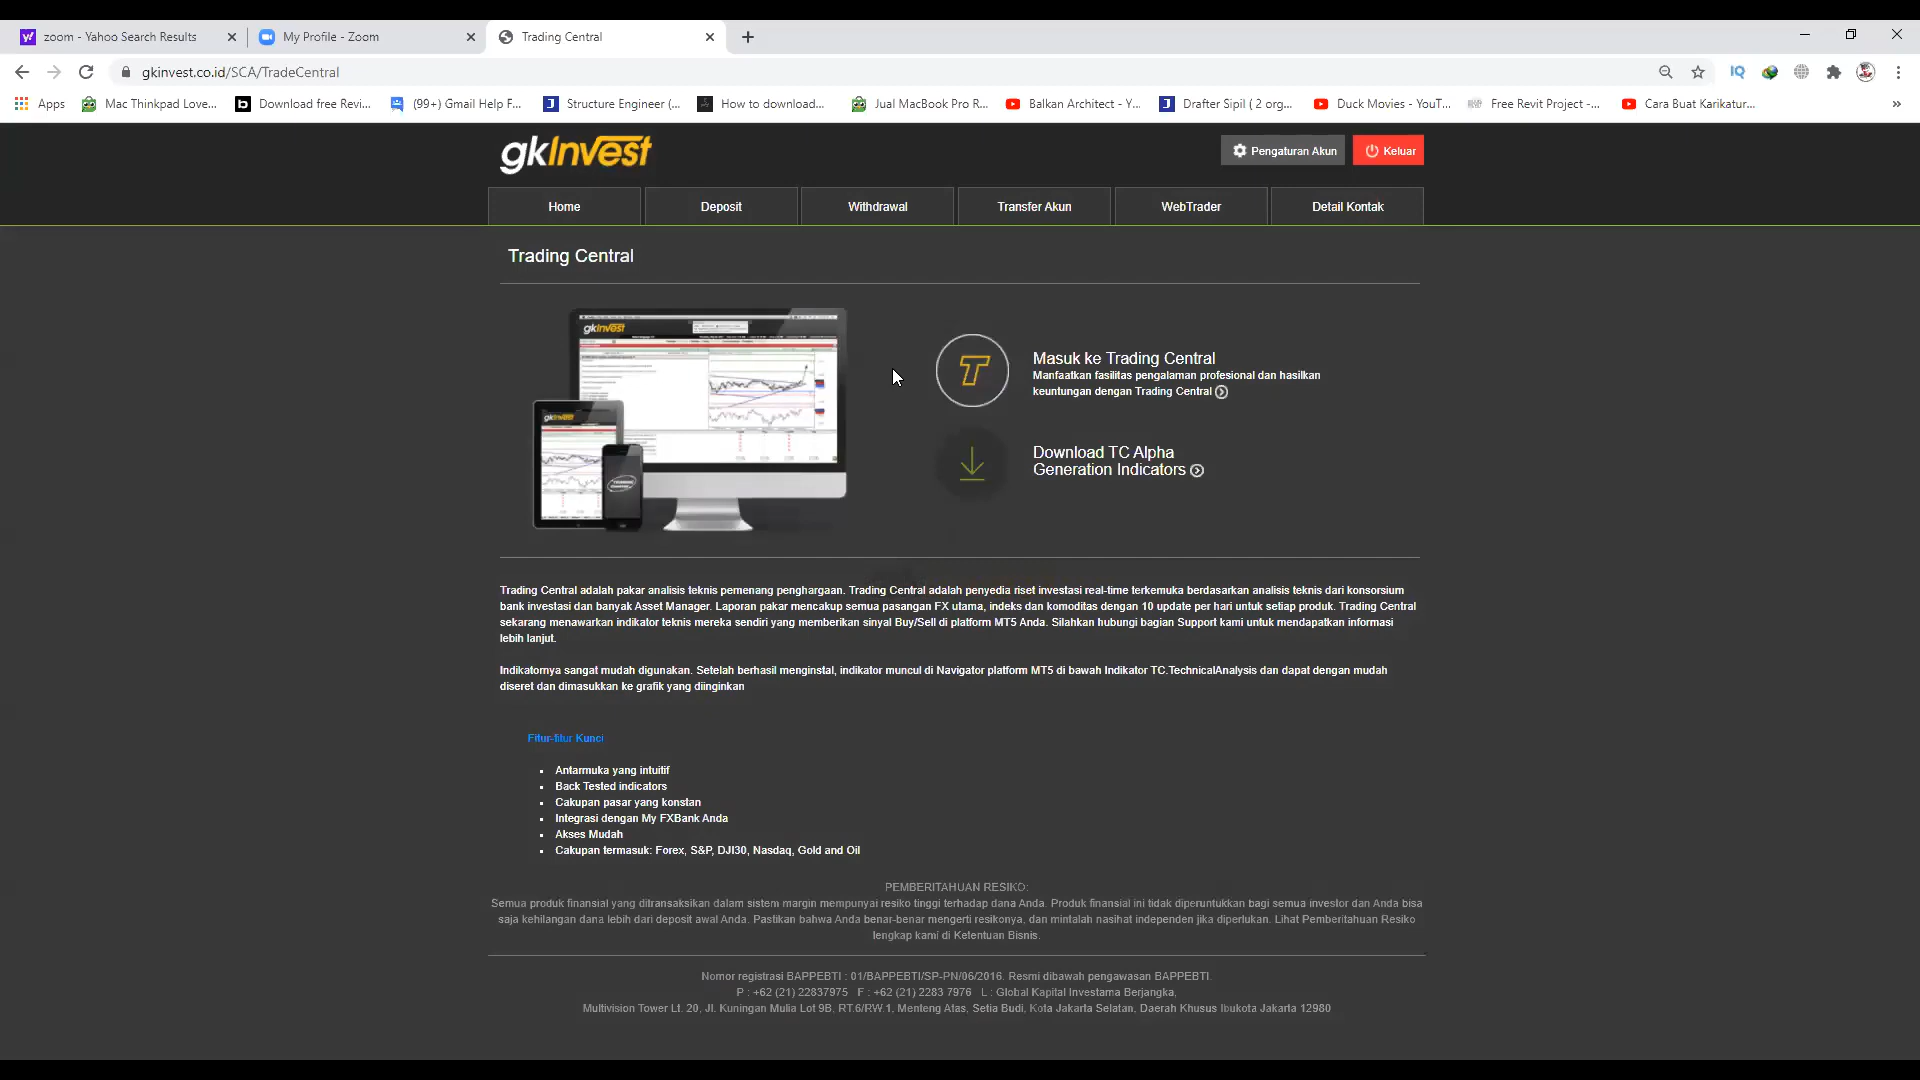 zoom - Yahoo Search Results
My Profile - Zoom
Trading Central
gkinvest.co.id/SCA/TradeCentral
Apps
Mac Thinkpad Love...
Download free Revi...
(99+) Gmail Help F...
Structure Engineer (...
How to download...
Jual MacBook Pro R...
Balkan Architect - Y...
Drafter Sipil ( 2 org...
Duck Movies - YouT...
Free Revit Project -...
Cara Buat Karikatur...
gkInvest
Pengaturan Akun
Keluar
Home
Deposit
Withdrawal
Transfer Akun
WebTrader
Detail Kontak
Trading Central
gkInvest
gkInvest
Masuk ke Trading Central
Manfaatkan fasilitas pengalaman profesional dan hasilkan
keuntungan dengan Trading Central
Download TC Alpha
Generation Indicators
Trading Central adalah pakar analisis teknis pemenang penghargaan. Trading Central adalah penyedia riset investasi real-time terkemuka berdasarkan analisis teknis dari konsorsium
bank investasi dan banyak Asset Manager. Laporan pakar mencakup semua pasangan FX utama, indeks dan komoditas dengan 10 update per hari untuk setiap produk. Trading Central
sekarang menawarkan indikator teknis mereka sendiri yang memberikan sinyal Buy/Sell di platform MT5 Anda. Silahkan hubungi bagian Support kami untuk mendapatkan informasi
lebih lanjut.
Indikatornya sangat mudah digunakan. Setelah berhasil menginstal, indikator muncul di Navigator platform MT5 di bawah Indikator TC.TechnicalAnalysis dan dapat dengan mudah
diseret dan dimasukkan ke grafik yang diinginkan
Fitur-fitur Kunci
Antarmuka yang intuitif
Back Tested indicators
Cakupan pasar yang konstan
Integrasi dengan My FXBank Anda
Akses Mudah
Cakupan termasuk: Forex, S&P, DJI30, Nasdaq, Gold and Oil
PEMBERITAHUAN RESIKO:
Semua produk finansial yang ditransaksikan dalam sistem margin mempunyai resiko tinggi terhadap dana Anda. Produk finansial ini tidak diperuntukkan bagi semua investor dan Anda bisa
saja kehilangan dana lebih dari deposit awal Anda. Pastikan bahwa Anda benar-benar mengerti resikonya, dan mintalah nasihat independen jika diperlukan. Lihat Pemberitahuan Resiko
lengkap kami di Ketentuan Bisnis.
Nomor registrasi BAPPEBTI : 01/BAPPEBTI/SP-PN/06/2016. Resmi dibawah pengawasan BAPPEBTI.
P : +62 (21) 22837975 F : +62 (21) 2283 7976 L : Global Kapital Investama Berjangka,
Multivision Tower Lt. 20, Jl. Kuningan Mulia Lot 9B, RT.6/RW.1, Menteng Atas, Setia Budi, Kota Jakarta Selatan, Daerah Khusus Ibukota Jakarta 12980